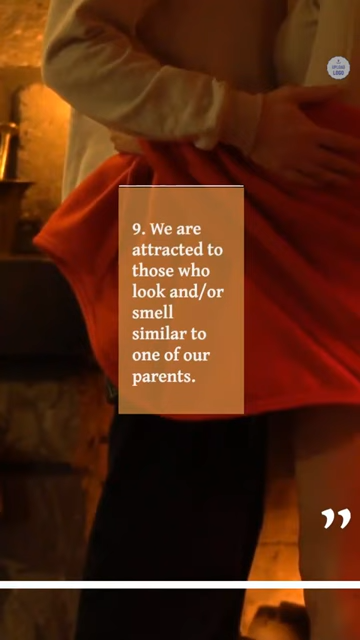 9. We are
attracted to
those who
look and/or
smell
similar to
one of our
parents.
”